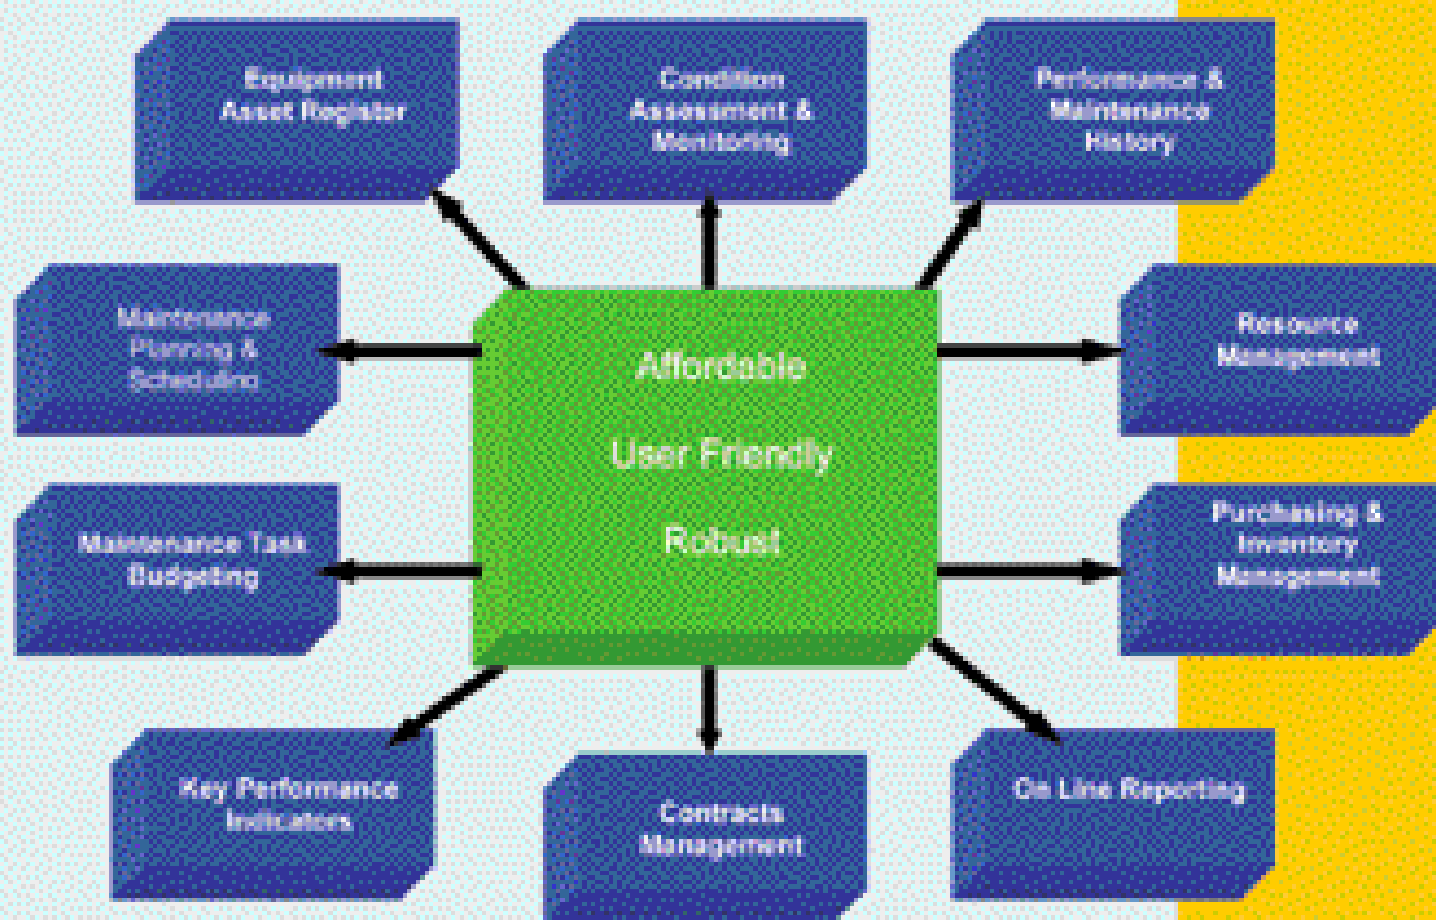 Equipment
Asset Register
Condition
Assessment &
Monitoring
Performance &
Maintenance
History
Maintenance
Planning &
Scheduling
Affordable
User Friendly
Robust
Resource
Management
Maintenance Task
Budgeting
Purchasing &
Inventory
Management
Key Performance
Indicators
Contracts
Management
On Line Reporting